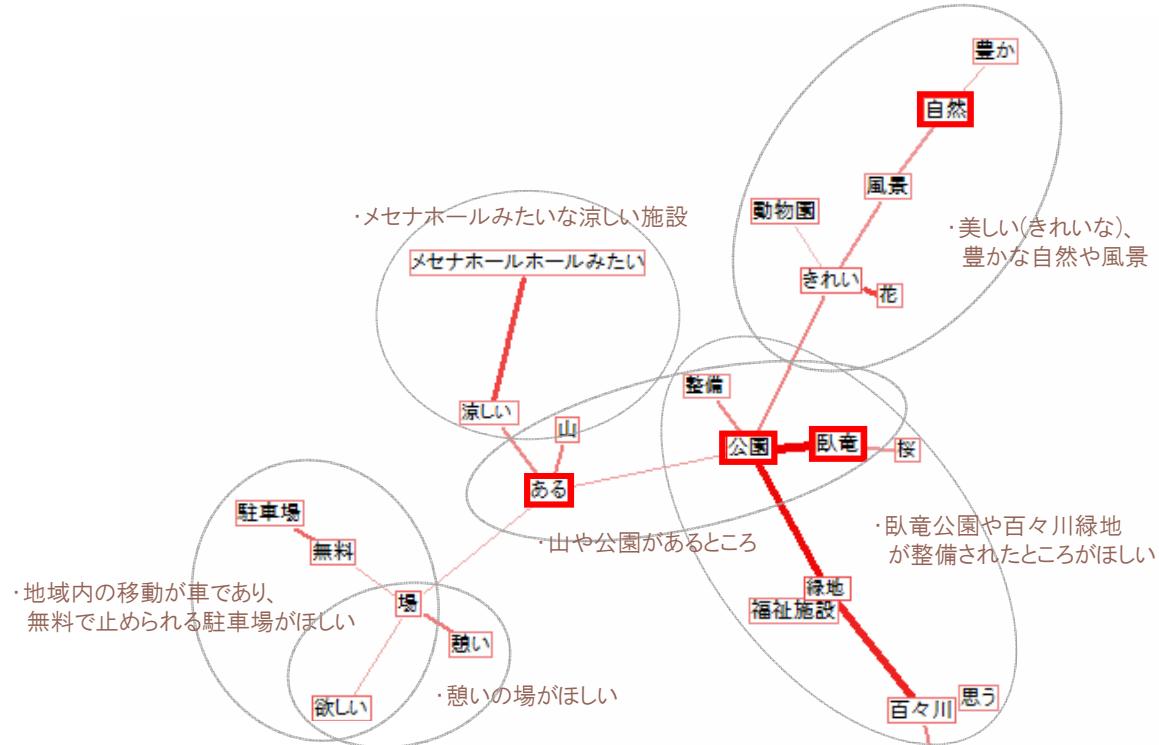 豊か
自然
風景
動物園
・美しい(きれいな)、
豊かな自然や風景
きれい
花
・メセナホールみたいな涼しい施設
メセナホールホールみたい
涼しい
山
ある
整備
公園
臥竜
桜
・山や公園があるところ
・臥竜公園や百々川緑地
が整備されたところがほしい
駐車場
無料
・地域内の移動が車であり、
無料で止められる駐車場がほしい
場
憩い
欲しい
・憩いの場がほしい
緑地
福祉施設
百々川
思う